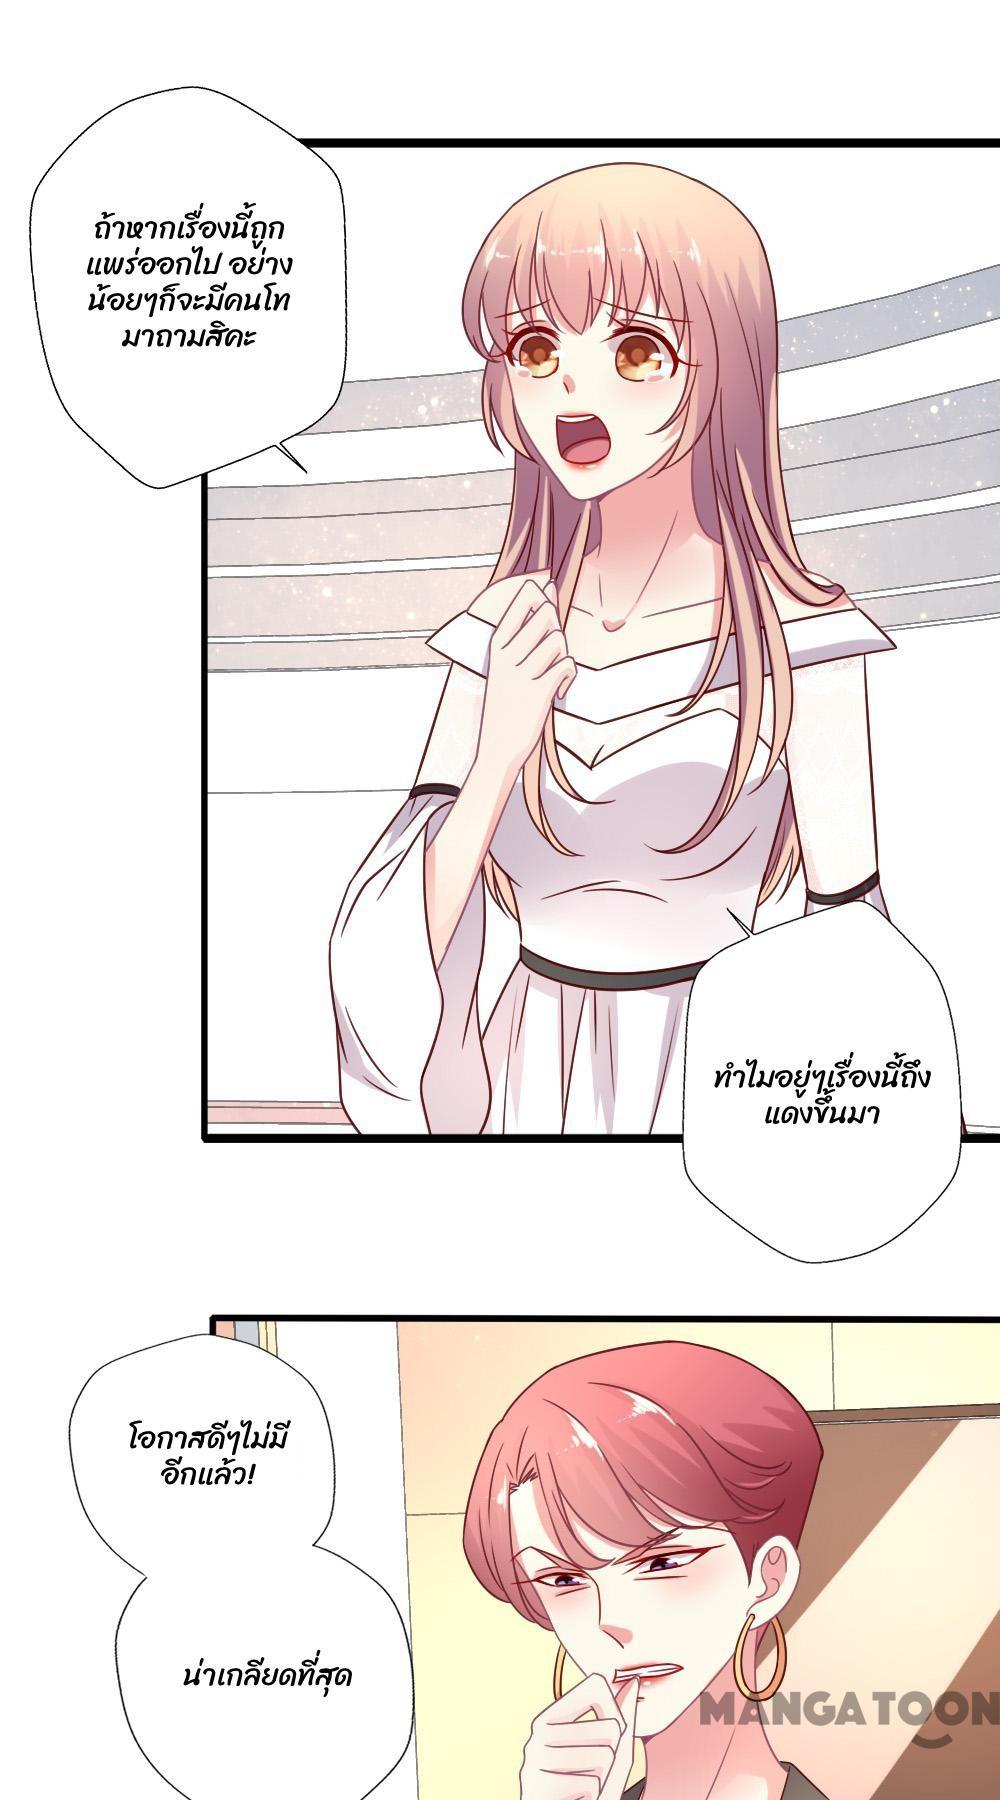 ถ้าหากเรื่องนี้ถูก
แพร่ออกไป อย่าง
น้อยๆก็จะมีคนโท
มาถามสิคะ
ทำไมอยู่ๆเรื่องนี้ถึง
แดงขึ้นมา
โอกาสดีๆไม่มี
อีกแล้ว!
น่าเกลียดที่สุด
MANGATOON